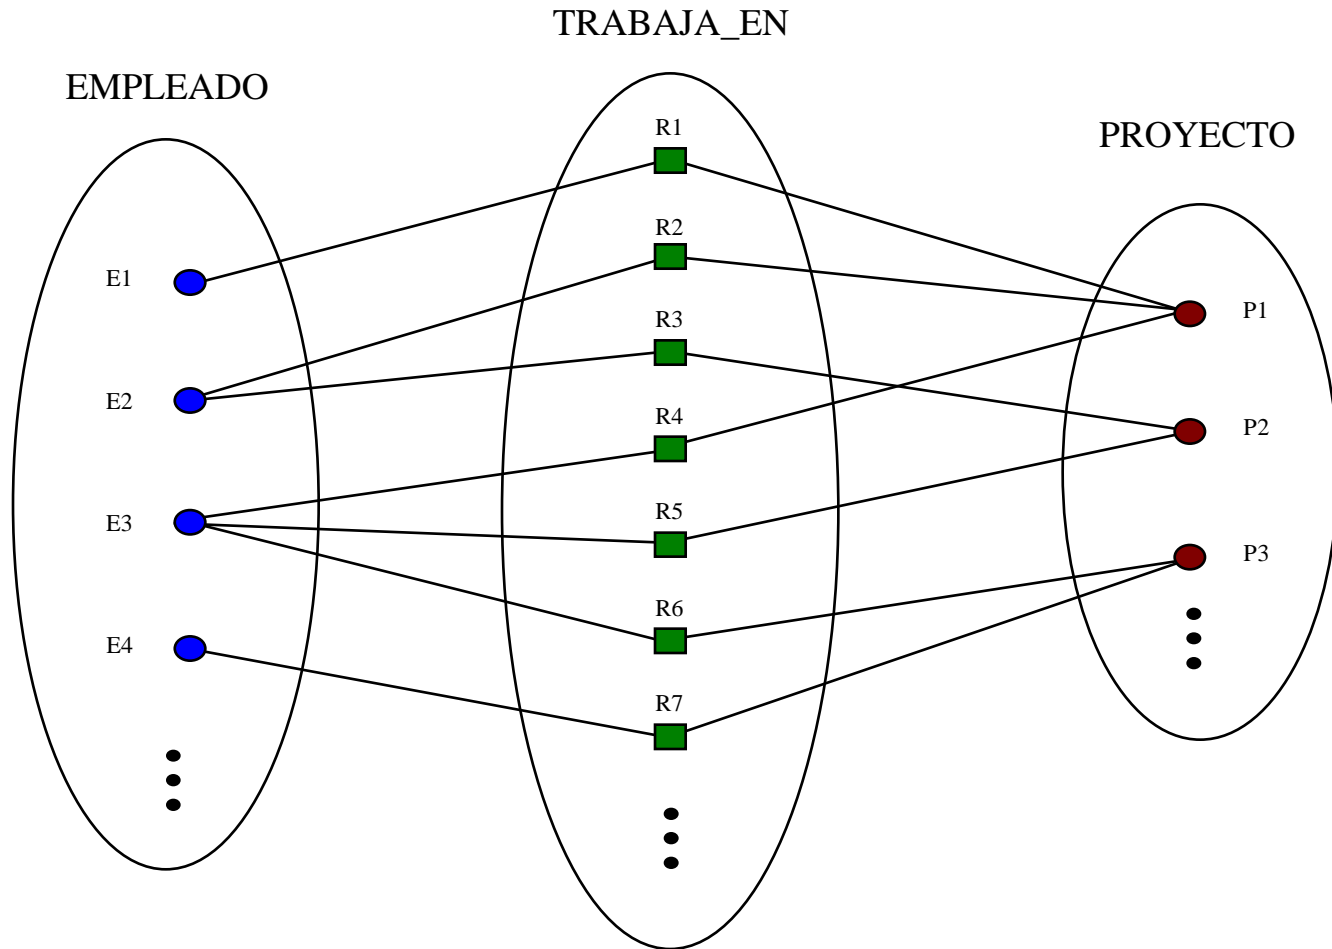 TRABAJA_EN
EMPLEADO
PROYECTO
R1
R2
E1
P1
R3
E2
R4
P2
E3
R5
P3
R6
E4
R7